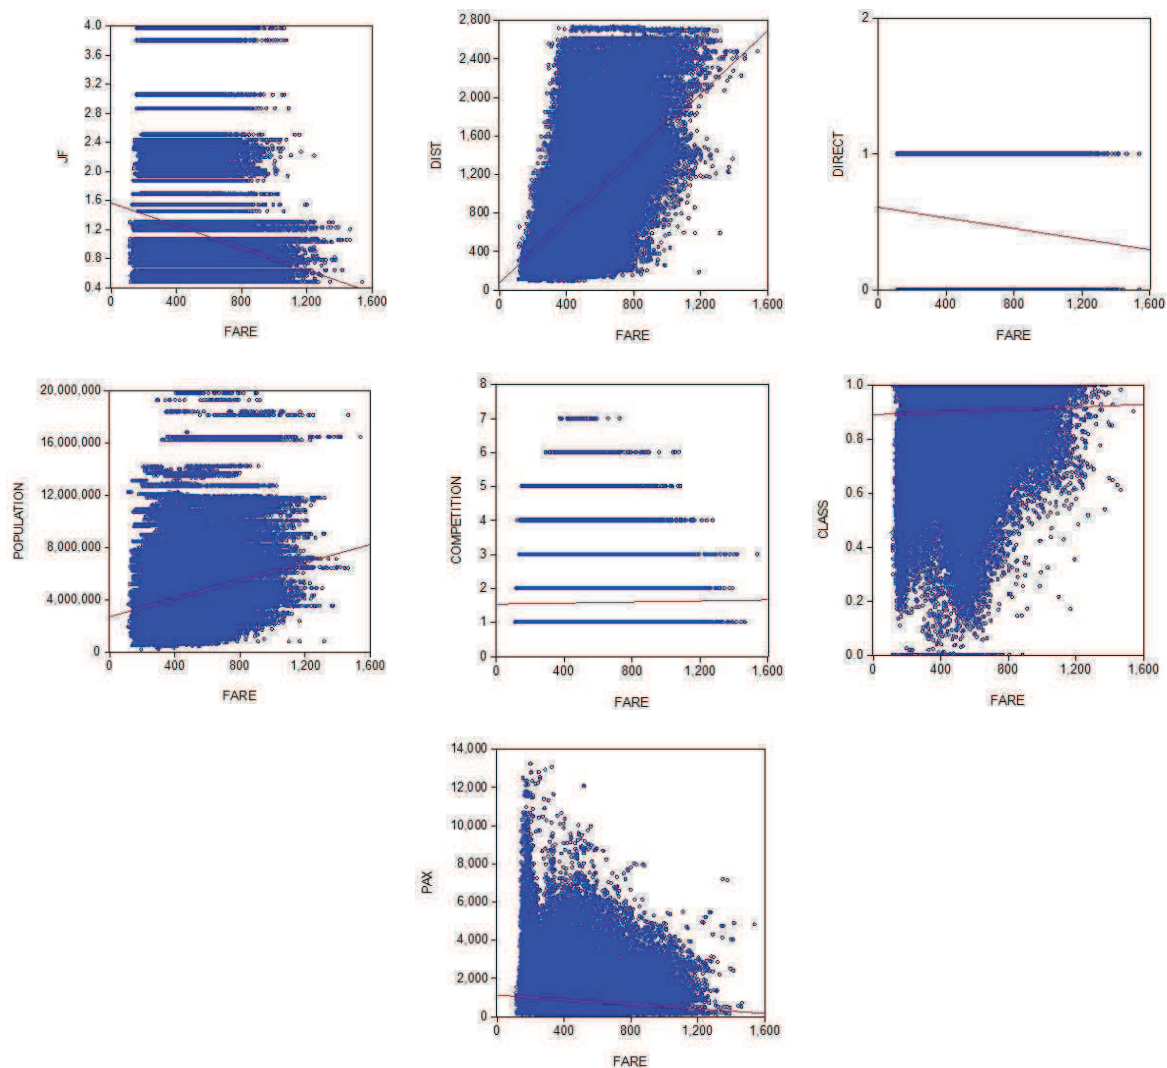 4.0
3.6
3.2
2.8
2.4
2.0
1.6
1.2
0.8
0.4
JF
0 400 800 1,200 1,600
FARE
2,800
2,400
2,000
1,600
1,200
800
400
0
DIST
0 400 800 1,200 1,600
FARE
2
1
0
DIRECT
0 400 800 1,200 1,600
FARE
20,000,000
16,000,000
12,000,000
8,000,000
4,000,000
0
POPULATION
0 400 800 1,200 1,600
FARE
8
7
6
5
4
3
2
1
0
COMPETITION
0 400 800 1,200 1,600
FARE
1.0
0.8
0.6
0.4
0.2
0.0
CLASS
0 400 800 1,200 1,600
FARE
14,000
12,000
10,000
8,000
6,000
4,000
2,000
0
PAX
0 400 800 1,200 1,600
FARE